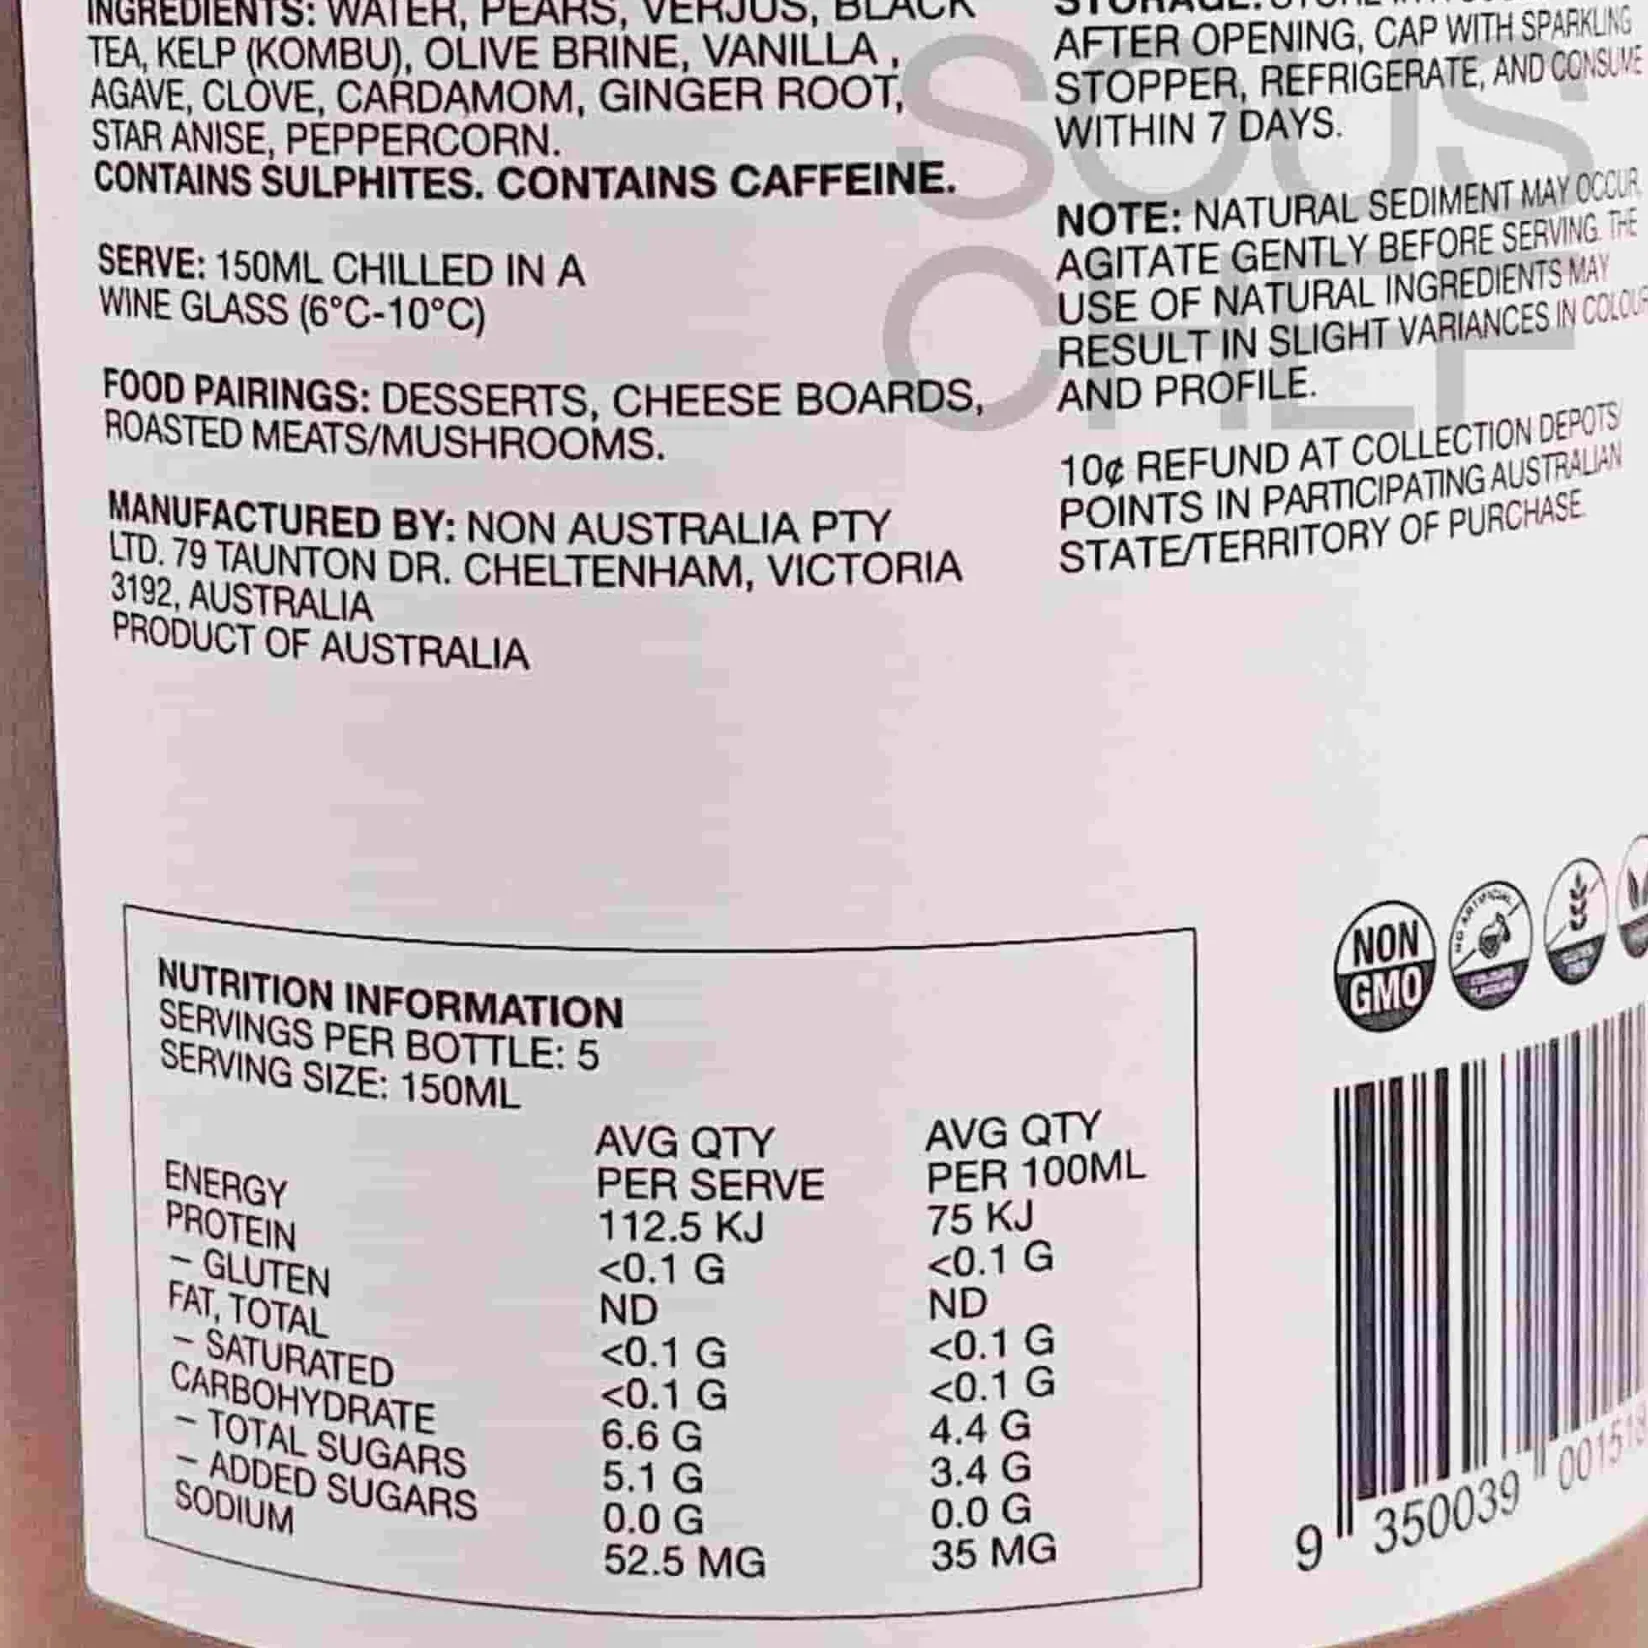 INGREDIENTS: WATER, PEARS, VERJUS, BLACK
TEA, KELP (KOMBU), OLIVE BRINE, VANILLA ,
AGAVE, CLOVE, CARDAMOM, GINGER ROOT,
STAR ANISE, PEPPERCORN.
CONTAINS SULPHITES. CONTAINS CAFFEINE.
SERVE: 150ML CHILLED IN A
WINE GLASS (6°C-10°C)
FOOD PAIRINGS: DESSERTS, CHEESE BOARDS,
ROASTED MEATS/MUSHROOMS.
MANUFACTURED BY: NON AUSTRALIA PTY
LTD. 79 TAUNTON DR. CHELTENHAM, VICTORIA
3192, AUSTRALIA
PRODUCT OF AUSTRALIA
STORAGE:
AFTER OPENING, CAP WITH SPARKLING
STOPPER, REFRIGERATE, AND CONSUME
WITHIN 7 DAYS.
NOTE: NATURAL SEDIMENT MAY OCCUR.
AGITATE GENTLY BEFORE SERVING. THE
USE OF NATURAL INGREDIENTS MAY
RESULT IN SLIGHT VARIANCES IN COLOUR
AND PROFILE.
10¢ REFUND AT COLLECTION DEPOTS/
POINTS IN PARTICIPATING AUSTRALIAN
STATE/TERRITORY OF PURCHASE.
SOUS
CHEF
NON
GMO
NO ARTIFICIAL
NUTRITION INFORMATION
SERVINGS PER BOTTLE: 5
SERVING SIZE: 150ML
AVG QTY AVG QTY
PER SERVE PER 100ML
ENERGY 112.5 KJ 75 KJ
PROTEIN <0.1 G <0.1 G
– GLUTEN ND ND
FAT, TOTAL <0.1 G <0.1 G
– SATURATED <0.1 G <0.1 G
CARBOHYDRATE 6.6 G 4.4 G
– TOTAL SUGARS 5.1 G 3.4 G
– ADDED SUGARS 0.0 G 0.0 G
SODIUM 52.5 MG 35 MG
9 350039 001518